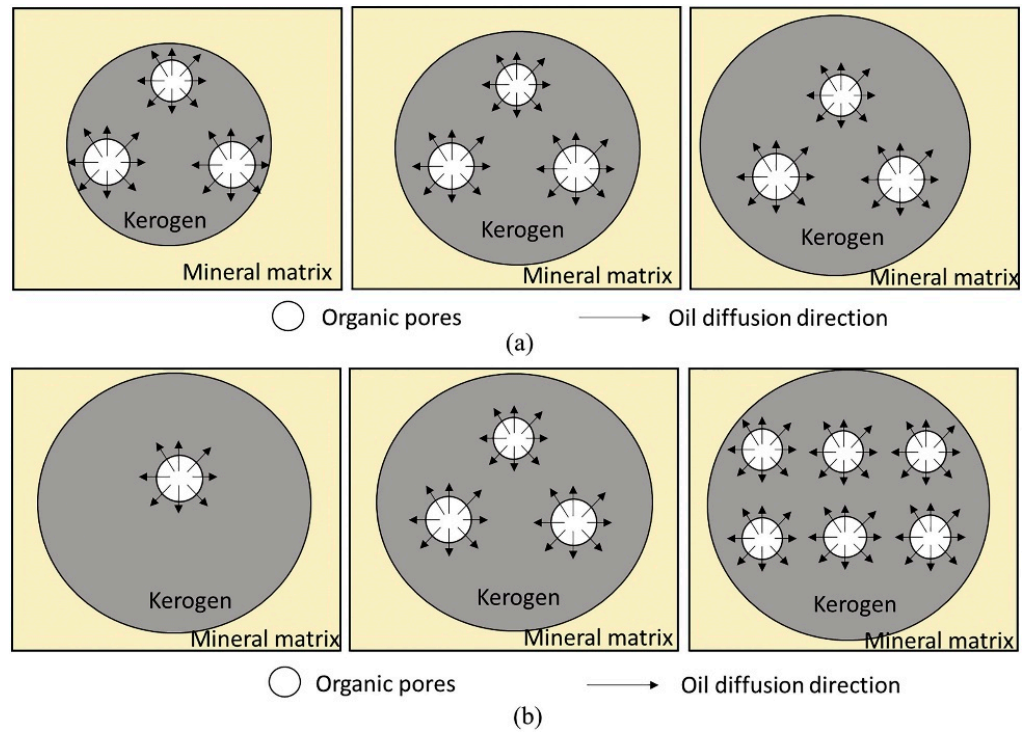 Kerogen
Mineral matrix
Kerogen
Mineral matrix
Kerogen
Mineral matrix
Organic pores
Oil diffusion direction
(a)
Kerogen
Mineral matrix
Kerogen
Mineral matrix
Kerogen
Mineral matrix
Organic pores
Oil diffusion direction
(b)